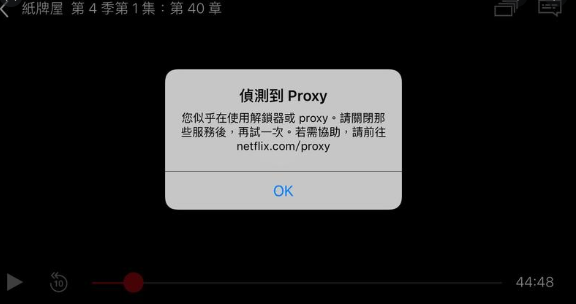 紙牌屋 第 4 季第 1 集：第 40 章
偵測到 Proxy
您似乎在使用解鎖器或 proxy。請關閉那
些服務後，再試一次。若需協助，請前往
netflix.com/proxy
OK
10
44:48